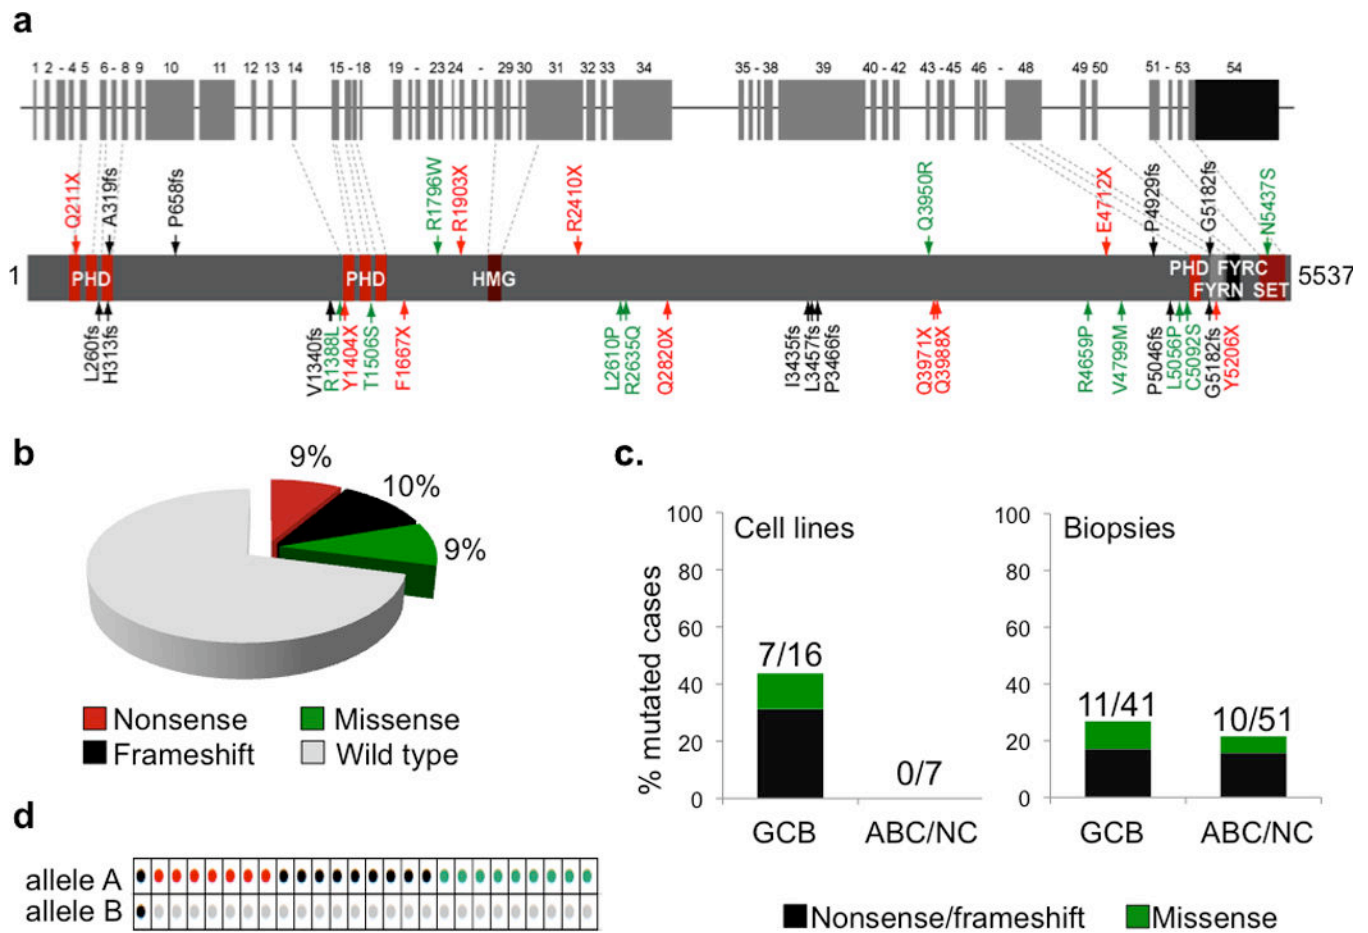 a
1 2 - 4 5 6 - 8 9 10 11 12 13 14 15 - 18 19 - 23 24 - 29 30 31 32 33 34 35 - 38 39 40 - 42 43 - 45 46 - 48 49 50 51 - 53 54
Q211X A319fs P658fs R1796W R1903X R2410X Q3950R E4712X P4929fs G5182fs N5437S
1 PHD PHD HMG PHD FYRC 5537
FYRN SET
L260fs H313fs V1340fs R1388L Y1404X T1506S F1667X L2610P R2635Q Q2820X I3435fs L3457fs P3466fs Q3971X Q3988X R4659P V4799M P5046fs L5056P C5092S G5182fs Y5206X
b
9%
10%
9%
Nonsense Missense
Frameshift Wild type
c.
% mutated cases
100
80
60
40
20
0
Cell lines
7/16
0/7
GCB ABC/NC
100
80
60
40
20
0
Biopsies
11/41
10/51
GCB ABC/NC
Nonsense/frameshift Missense
d
allele A
allele B